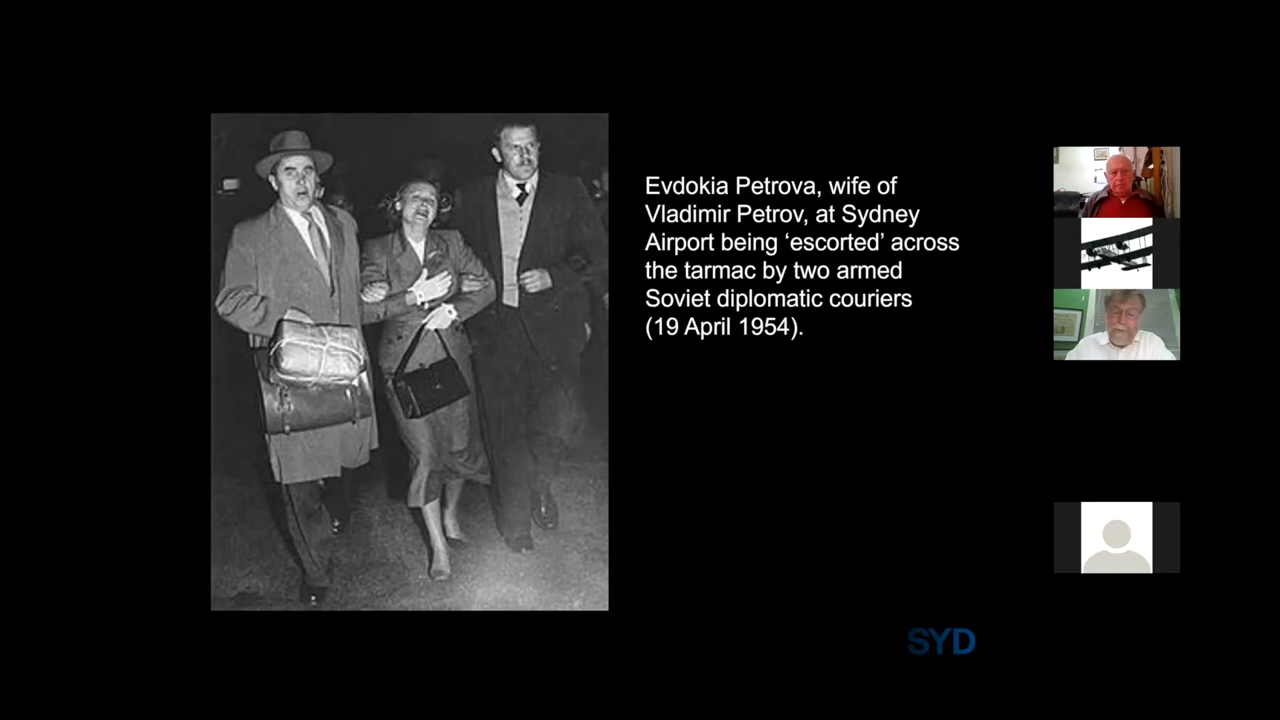 Evdokia Petrova, wife of
Vladimir Petrov, at Sydney
Airport being ‘escorted’ across
the tarmac by two armed
Soviet diplomatic couriers
(19 April 1954).
SYD